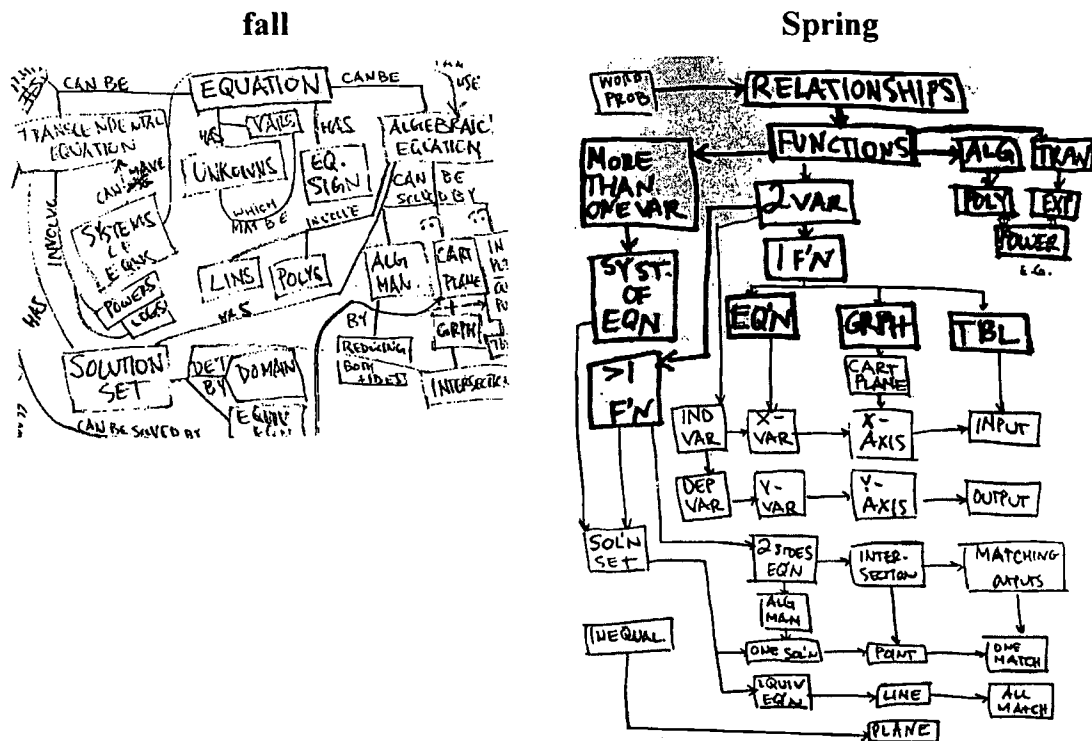 fall
Spring
CAN BE
EQUATION
CAN BE
USE
TRANSCENDENTAL
EQUATION
HAS
VARS
HAS
ALGEBRAIC
EQUATION
UNKOWNS
EQ.
SIGN
CAN HAVE
CAN BE
SOLVED BY
WHICH
MAY BE
INVOLVE
INVOLVE
SYSTEMS
EQNS
LINS
POLYS
ALG
MAN.
CART
PLANE
IN
POWERS
LOGS
HAS
HAS
BY
GRPH
REDUCING
BOTH
SIDES
INTERSECTION
SOLUTION
SET
DET
BY
DOMAIN
EQUIV
CAN BE SOLVED BY
WORD
PROB
RELATIONSHIPS
FUNCTIONS
MORE
THAN
ONE VAR
ALG
TRAN
2 VAR
POLY
EXP
POWER
E.G.
1 F'N
SYST.
OF
EQN
EQ'N
GRPH
TBL
>1
F'N
CART
PLANE
IND
VAR
X-
VAR
X-
AXIS
INPUT
DEP
VAR
Y-
VAR
Y-
AXIS
OUTPUT
SOL'N
SET
2 SIDES
EQ'N
INTER-
SECTION
MATCHING
OUTPUTS
ALG
MAN
INEQUAL.
ONE SOL'N
POINT
ONE
MATCH
EQUIV
EQ'N
LINE
ALL
MATCH
PLANE